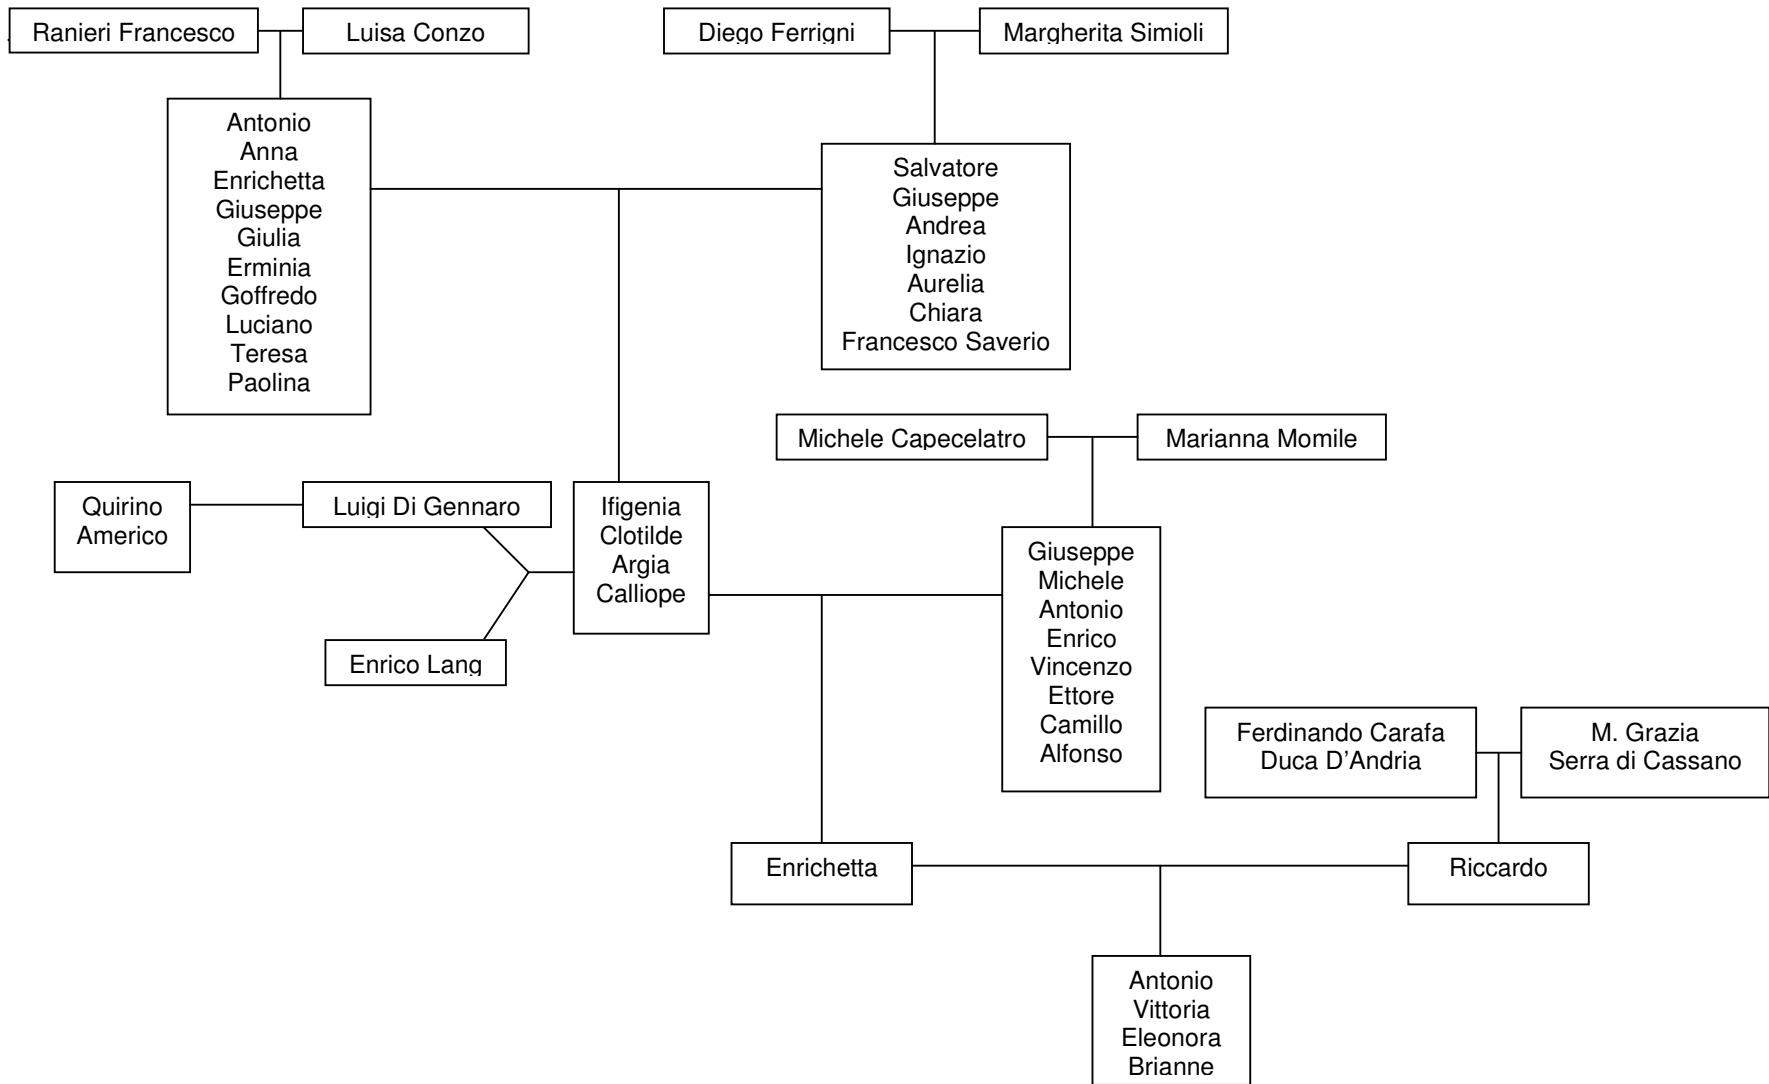 Ranieri Francesco
Luisa Conzo
Diego Ferrigni
Margherita Simioli
Antonio
Anna
Enrichetta
Giuseppe
Giulia
Erminia
Goffredo
Luciano
Teresa
Paolina
Salvatore
Giuseppe
Andrea
Ignazio
Aurelia
Chiara
Francesco Saverio
Michele Capecelatro
Marianna Momile
Quirino
Americo
Luigi Di Gennaro
Ifigenia
Clotilde
Argia
Calliope
Enrico Lang
Giuseppe
Michele
Antonio
Enrico
Vincenzo
Ettore
Camillo
Alfonso
Ferdinando Carafa
Duca D’Andria
M. Grazia
Serra di Cassano
Enrichetta
Riccardo
Antonio
Vittoria
Eleonora
Brianne